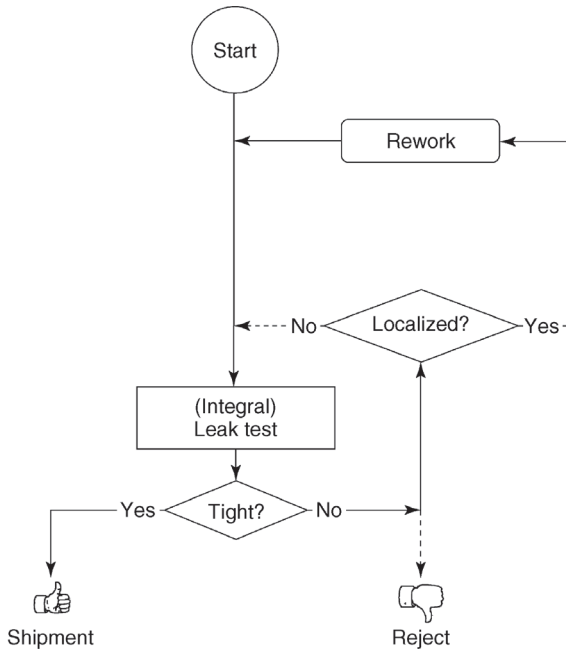 Start
Rework
No
Localized?
Yes
(Integral)
Leak test
Yes
Tight?
No
Shipment
Reject